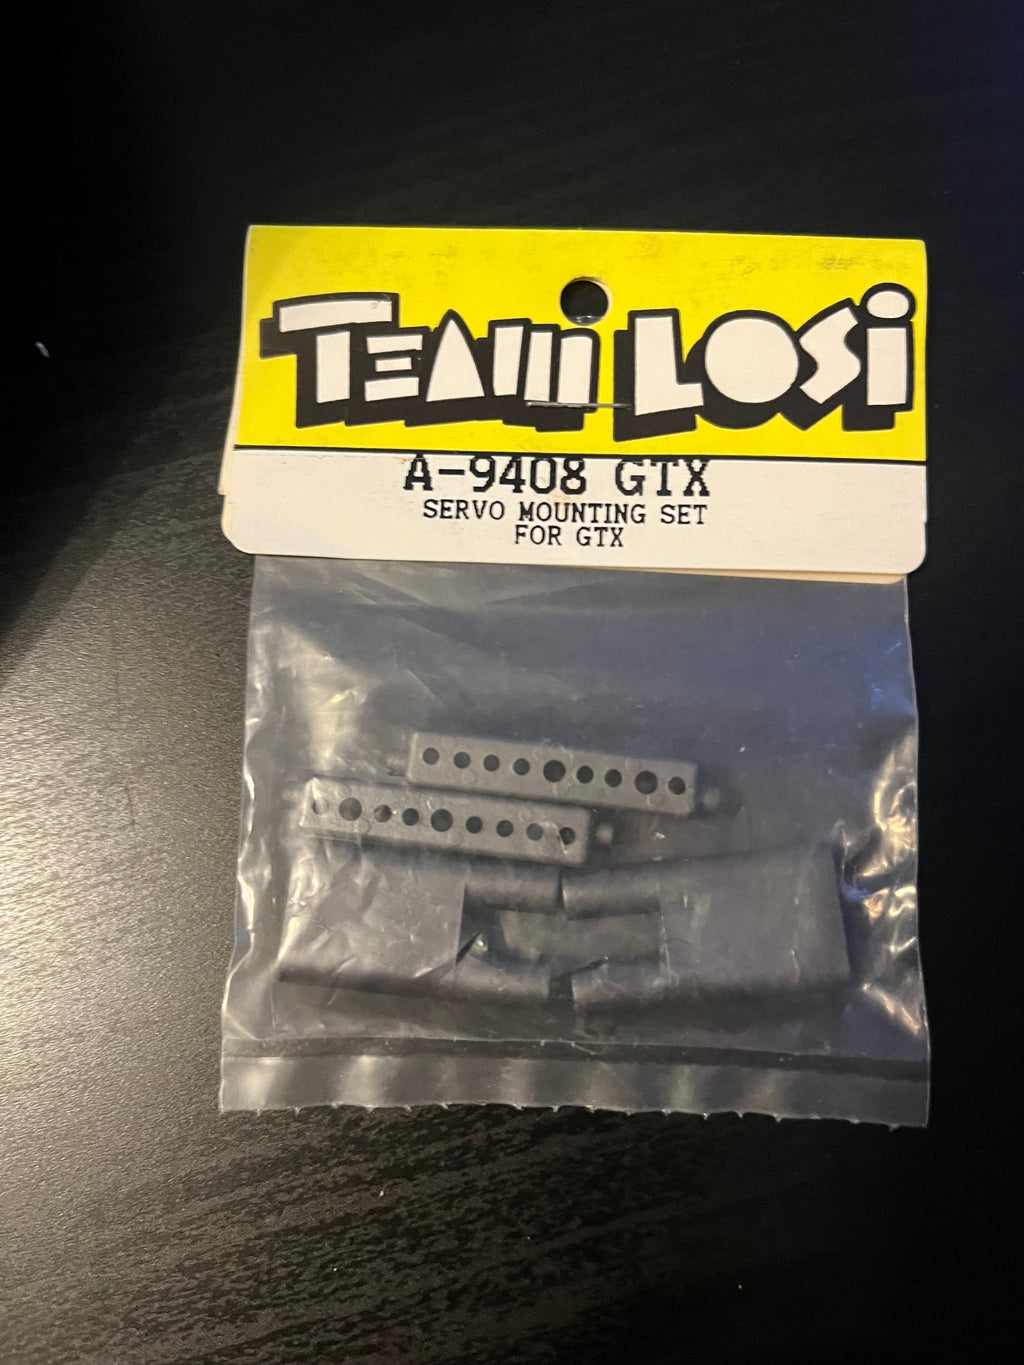 TEAM LOSi
A-9408 GTX
SERVO MOUNTING SET
FOR GTX